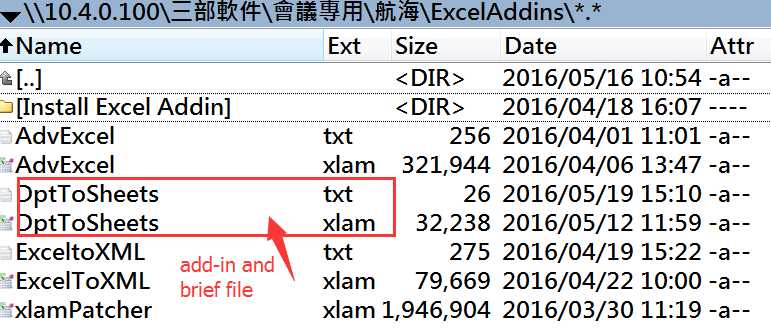 \\10.4.0.100\三部軟件\會議專用\航海\ExcelAddins\*.*
Name Ext Size Date Attr
[..] <DIR> 2016/05/16 10:54 -a--
[Install Excel Addin] <DIR> 2016/04/18 16:07 ----
AdvExcel txt 256 2016/04/01 11:01 -a--
AdvExcel xlam 321,944 2016/04/06 13:47 -a--
DptToSheets txt 26 2016/05/19 15:10 -a--
DptToSheets xlam 32,238 2016/05/12 11:59 -a--
ExceltoXML txt 275 2016/04/19 15:22 -a--
ExcelToXML xlam 79,669 2016/04/22 10:00 -a--
xlamPatcher xlam 1,946,904 2016/03/30 11:19 -a--
add-in and
brief file